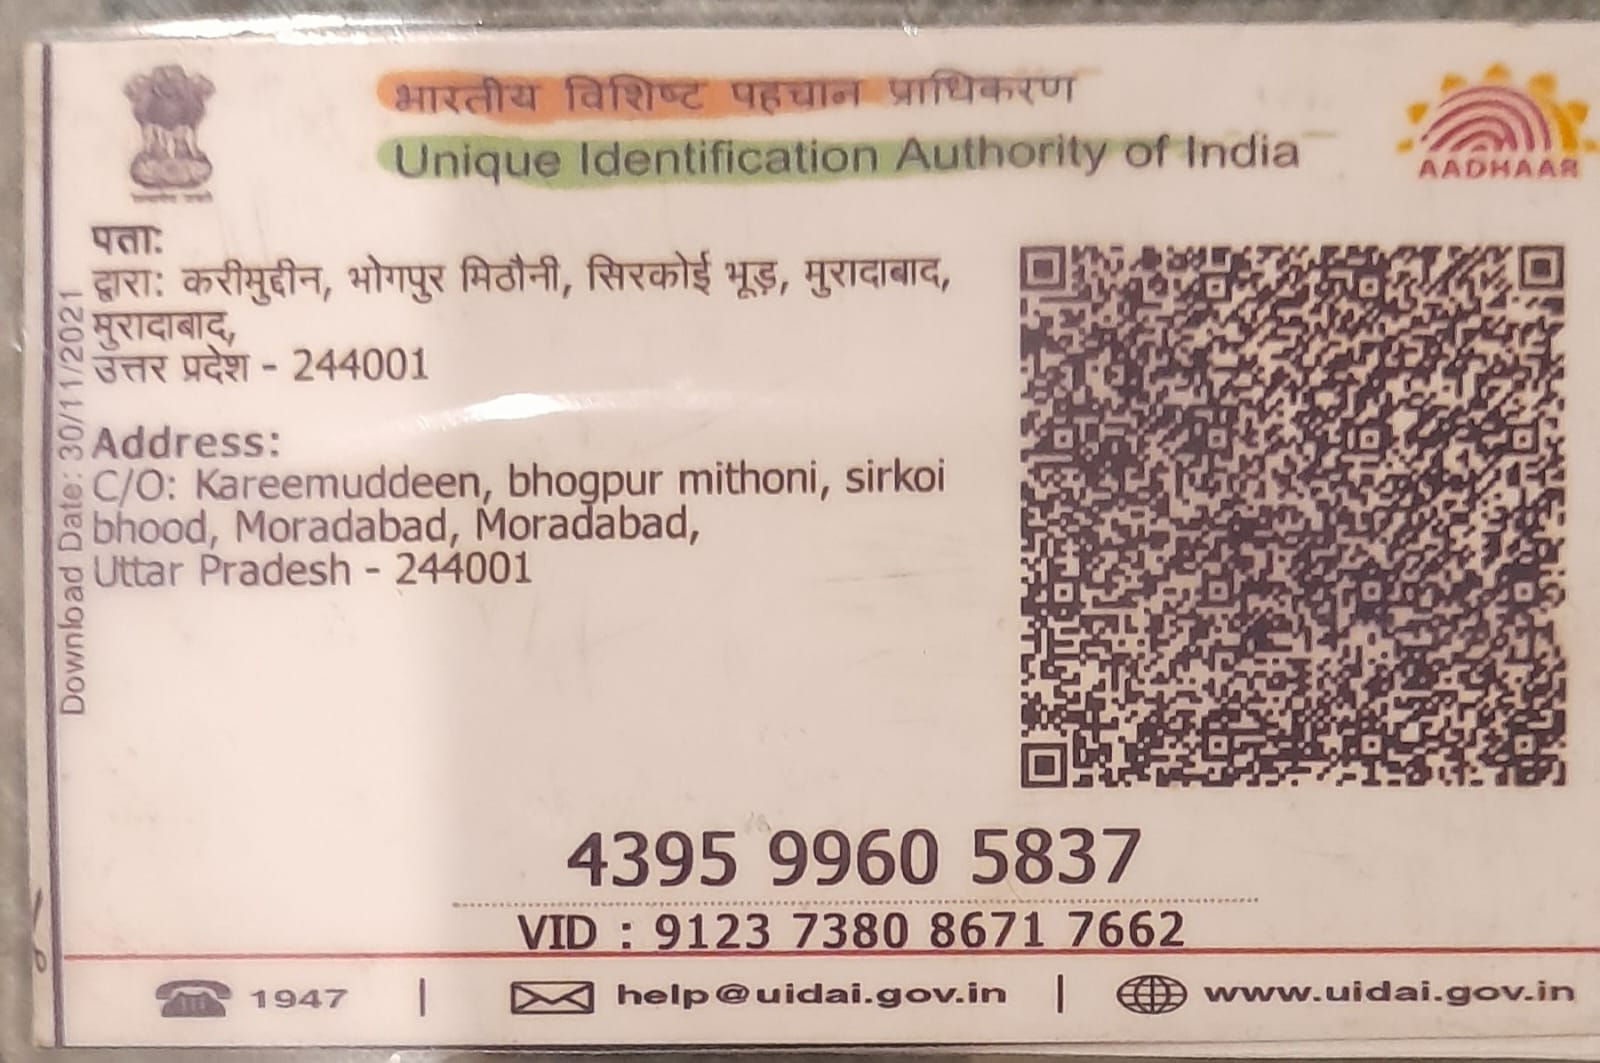 भारतीय विशिष्ट पहचान प्राधिकरण
Unique Identification Authority of India
AADHAAR
पता:
द्वारा: करीमुद्दीन, भोगपुर मिठौनी, सिरकोई भूड़, मुरादाबाद,
मुरादाबाद,
उत्तर प्रदेश - 244001
Address:
C/O: Kareemuddeen, bhogpur mithoni, sirkoi
bhood, Moradabad, Moradabad,
Uttar Pradesh - 244001
Download Date: 30/11/2021
4395 9960 5837
VID : 9123 7380 8671 7662
1947 | help@uidai.gov.in | www.uidai.gov.in